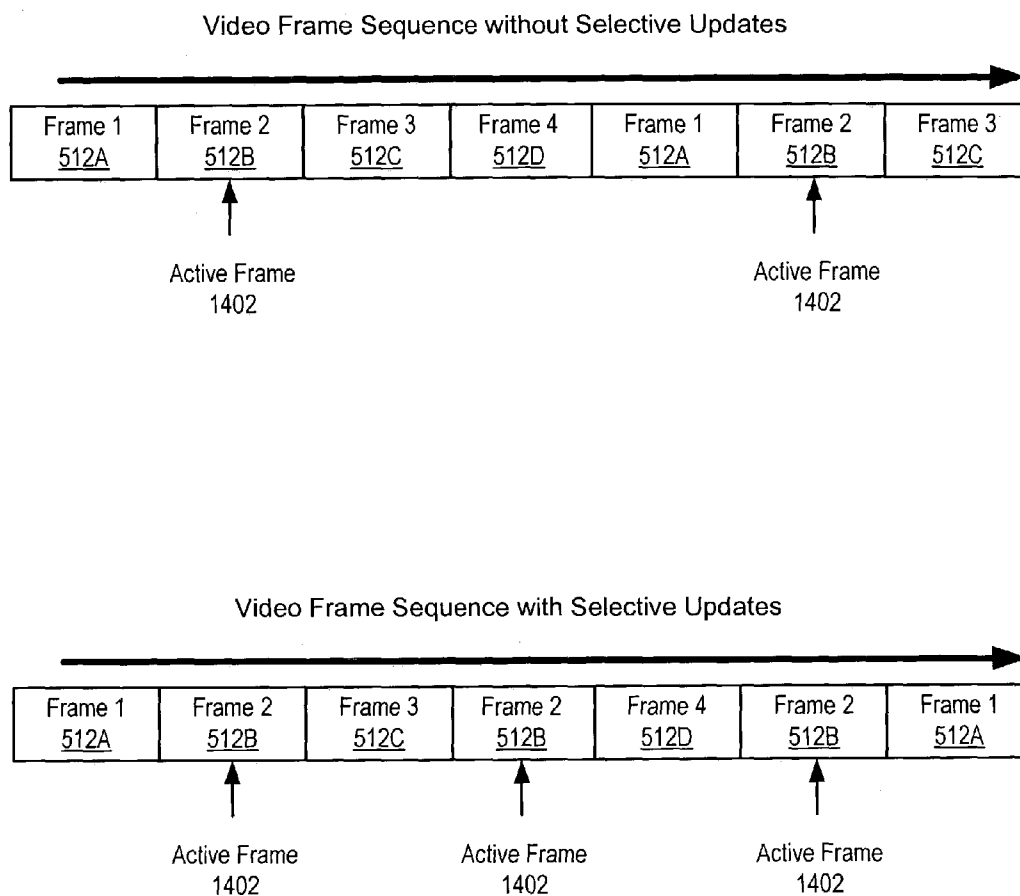 Video Frame Sequence without Selective Updates
Frame 1 Frame 2 Frame 3 Frame 4 Frame 1 Frame 2 Frame 3
512A 512B 512C 512D 512A 512B 512C
Active Frame Active Frame
1402 1402
Video Frame Sequence with Selective Updates
Frame 1 Frame 2 Frame 3 Frame 2 Frame 4 Frame 2 Frame 1
512A 512B 512C 512B 512D 512B 512A
Active Frame Active Frame Active Frame
1402 1402 1402